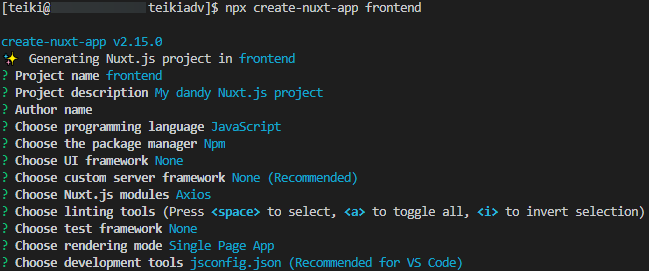 [teiki@ teikiadv]$ npx create-nuxt-app frontend
create-nuxt-app v2.15.0
✨ Generating Nuxt.js project in frontend
? Project name frontend
? Project description My dandy Nuxt.js project
? Author name
? Choose programming language JavaScript
? Choose the package manager Npm
? Choose UI framework None
? Choose custom server framework None (Recommended)
? Choose Nuxt.js modules Axios
? Choose linting tools (Press <space> to select, <a> to toggle all, <i> to invert selection)
? Choose test framework None
? Choose rendering mode Single Page App
? Choose development tools jsconfig.json (Recommended for VS Code)